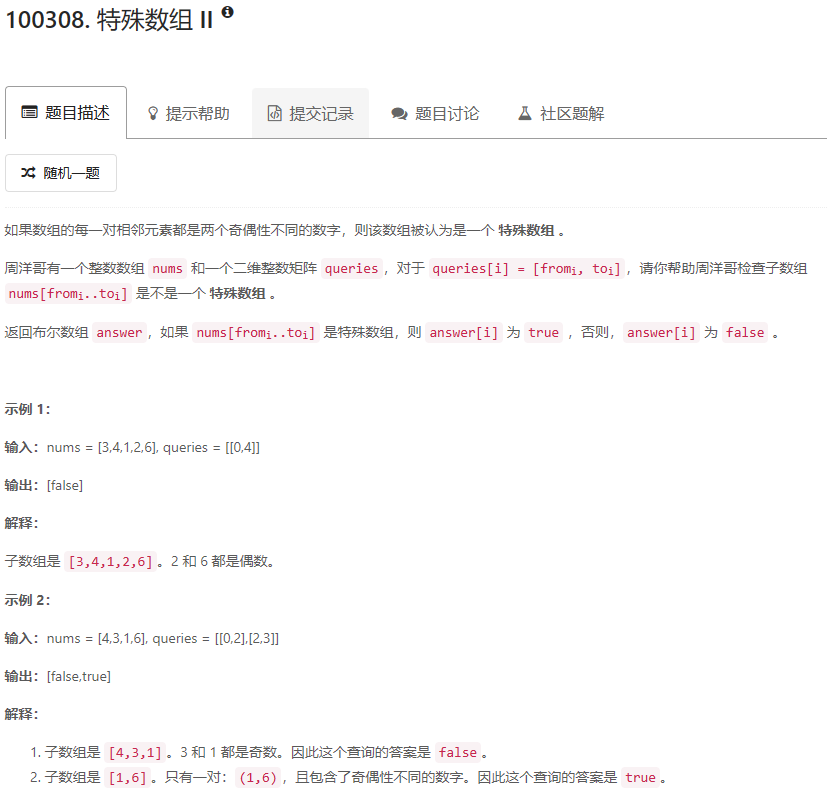 100308. 特殊数组 II
题目描述 提示帮助 提交记录 题目讨论 社区题解
随机一题
如果数组的每一对相邻元素都是两个奇偶性不同的数字，则该数组被认为是一个 特殊数组 。
周洋哥有一个整数数组 nums 和一个二维整数矩阵 queries，对于 queries[i] = [fromi, toi]，请你帮助周洋哥检查子数组
nums[fromi..toi] 是不是一个 特殊数组 。
返回布尔数组 answer，如果 nums[fromi..toi] 是特殊数组，则 answer[i] 为 true ，否则，answer[i] 为 false 。
示例 1：
输入：nums = [3,4,1,2,6], queries = [[0,4]]
输出：[false]
解释：
子数组是 [3,4,1,2,6]。2 和 6 都是偶数。
示例 2：
输入：nums = [4,3,1,6], queries = [[0,2],[2,3]]
输出：[false,true]
解释：
1. 子数组是 [4,3,1]。3 和 1 都是奇数。因此这个查询的答案是 false。
2. 子数组是 [1,6]。只有一对：(1,6)，且包含了奇偶性不同的数字。因此这个查询的答案是 true。